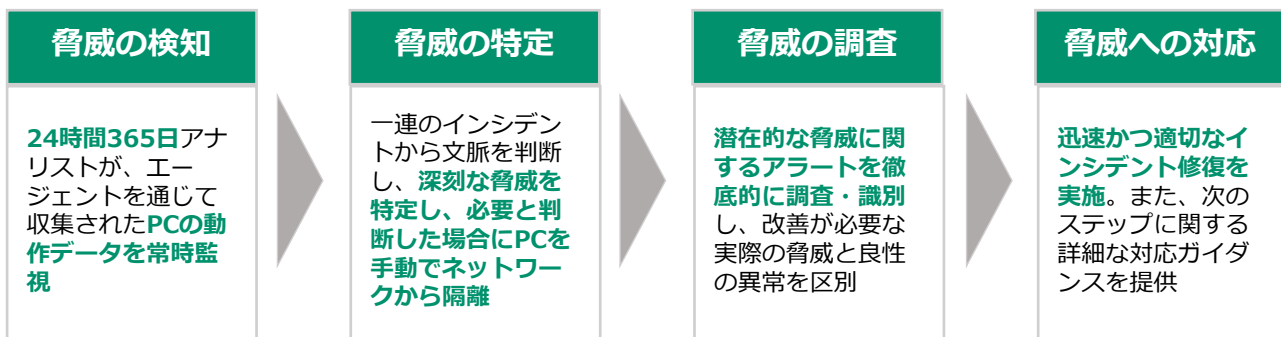 脅威の検知
24時間365日アナ
リストが、エー
ジェントを通じて
収集されたPCの動
作データを常時監
視
脅威の特定
一連のインシデン
トから文脈を判断
し、深刻な脅威を
特定し、必要と判
断した場合にPCを
手動でネットワー
クから隔離
脅威の調査
潜在的な脅威に関
するアラートを徹
底的に調査・識別
し、改善が必要な
実際の脅威と良性
の異常を区別
脅威への対応
迅速かつ適切なイ
ンシデント修復を
実施。また、次の
ステップに関する
詳細な対応ガイダ
ンスを提供